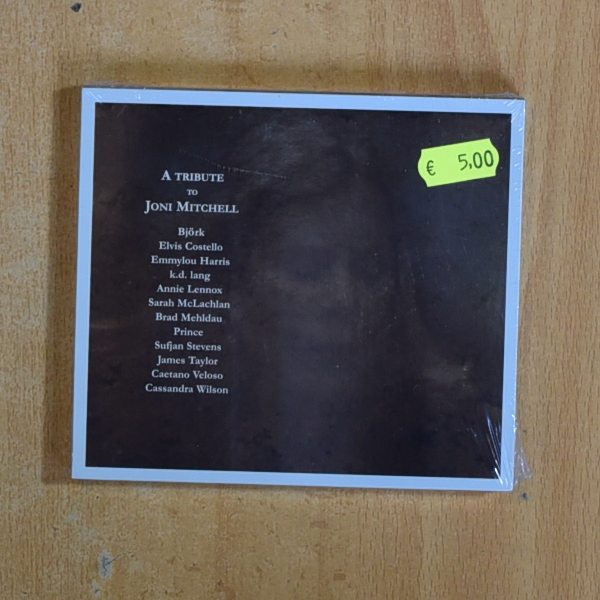 A TRIBUTE
TO
JONI MITCHELL
€ 5,00
Björk
Elvis Costello
Emmylou Harris
k.d. lang
Annie Lennox
Sarah McLachlan
Brad Mehldau
Prince
Sufjan Stevens
James Taylor
Caetano Veloso
Cassandra Wilson